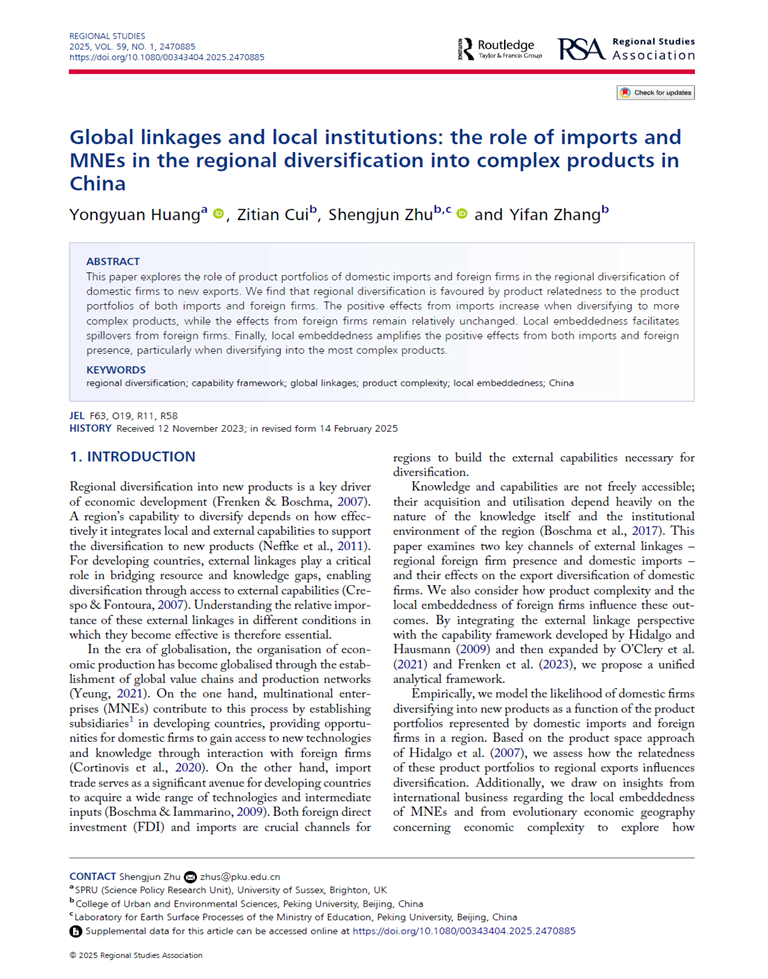 REGIONAL STUDIES
2025, VOL. 59, NO. 1, 2470885
https://doi.org/10.1080/00343404.2025.2470885
ROUTLEDGE
Routledge
Taylor & Francis Group
RSA
Regional Studies
Association
Check for updates
Global linkages and local institutions: the role of imports and
MNEs in the regional diversification into complex products in
China
Yongyuan Huangᵃ, Zitian Cuiᵇ, Shengjun Zhuᵇ,ᶜ and Yifan Zhangᵇ
ABSTRACT
This paper explores the role of product portfolios of domestic imports and foreign firms in the regional diversification of
domestic firms to new exports. We find that regional diversification is favoured by product relatedness to the product
portfolios of both imports and foreign firms. The positive effects from imports increase when diversifying to more
complex products, while the effects from foreign firms remain relatively unchanged. Local embeddedness facilitates
spillovers from foreign firms. Finally, local embeddedness amplifies the positive effects from both imports and foreign
presence, particularly when diversifying into the most complex products.
KEYWORDS
regional diversification; capability framework; global linkages; product complexity; local embeddedness; China
JEL F63, O19, R11, R58
HISTORY Received 12 November 2023; in revised form 14 February 2025
1. INTRODUCTION
Regional diversification into new products is a key driver
of economic development (Frenken & Boschma, 2007).
A region's capability to diversify depends on how effec-
tively it integrates local and external capabilities to support
the diversification to new products (Neffke et al., 2011).
For developing countries, external linkages play a critical
role in bridging resource and knowledge gaps, enabling
diversification through access to external capabilities (Cre-
spo & Fontoura, 2007). Understanding the relative impor-
tance of these external linkages in different conditions in
which they become effective is therefore essential.
In the era of globalisation, the organisation of econ-
omic production has become globalised through the estab-
lishment of global value chains and production networks
(Yeung, 2021). On the one hand, multinational enter-
prises (MNEs) contribute to this process by establishing
subsidiaries¹ in developing countries, providing opportu-
nities for domestic firms to gain access to new technologies
and knowledge through interaction with foreign firms
(Cortinovis et al., 2020). On the other hand, import
trade serves as a significant avenue for developing countries
to acquire a wide range of technologies and intermediate
inputs (Boschma & Iammarino, 2009). Both foreign direct
investment (FDI) and imports are crucial channels for
regions to build the external capabilities necessary for
diversification.
Knowledge and capabilities are not freely accessible;
their acquisition and utilisation depend heavily on the
nature of the knowledge itself and the institutional
environment of the region (Boschma et al., 2017). This
paper examines two key channels of external linkages –
regional foreign firm presence and domestic imports –
and their effects on the export diversification of domestic
firms. We also consider how product complexity and the
local embeddedness of foreign firms influence these out-
comes. By integrating the external linkage perspective
with the capability framework developed by Hidalgo and
Hausmann (2009) and then expanded by O'Clery et al.
(2021) and Frenken et al. (2023), we propose a unified
analytical framework.
Empirically, we model the likelihood of domestic firms
diversifying into new products as a function of the product
portfolios represented by domestic imports and foreign
firms in a region. Based on the product space approach
of Hidalgo et al. (2007), we assess how the relatedness
of these product portfolios to regional exports influences
diversification. Additionally, we draw on insights from
international business regarding the local embeddedness
of MNEs and from evolutionary economic geography
concerning economic complexity to explore how
CONTACT Shengjun Zhu zhus@pku.edu.cn
ᵃSPRU (Science Policy Research Unit), University of Sussex, Brighton, UK
ᵇCollege of Urban and Environmental Sciences, Peking University, Beijing, China
ᶜLaboratory for Earth Surface Processes of the Ministry of Education, Peking University, Beijing, China
Supplemental data for this article can be accessed online at https://doi.org/10.1080/00343404.2025.2470885
© 2025 Regional Studies Association